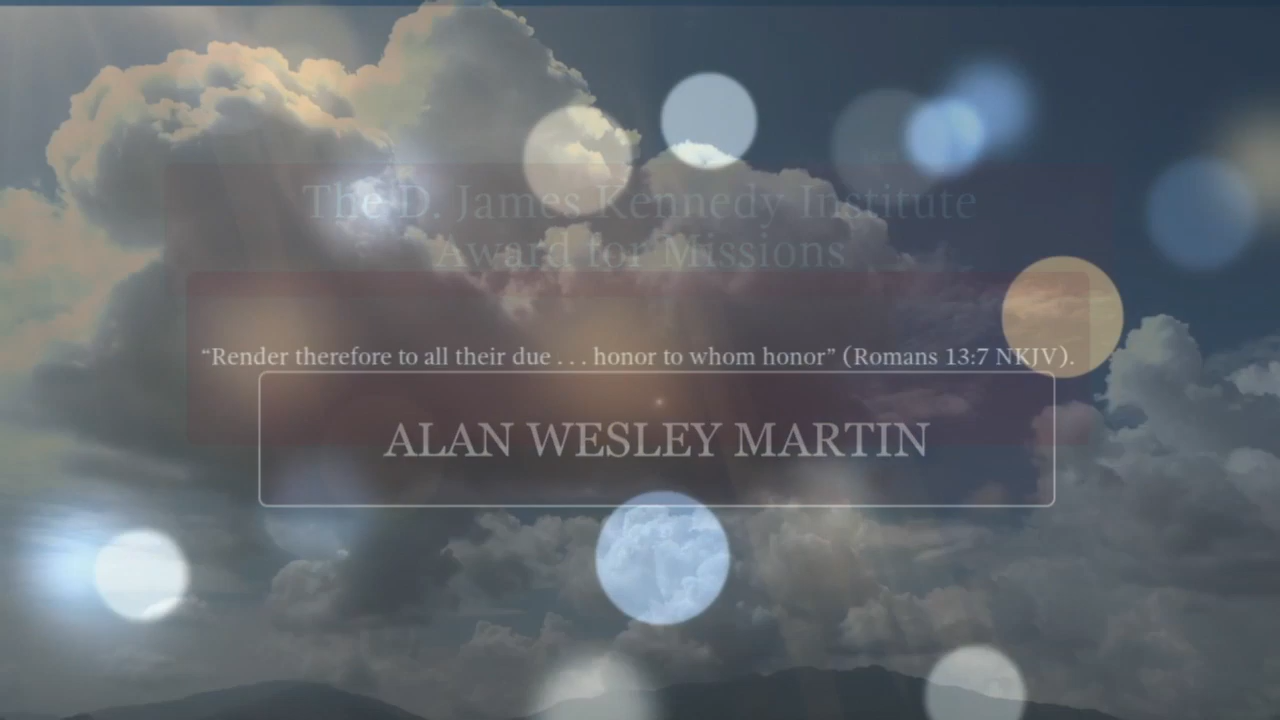 The D. James Kennedy Institute
Award for Missions
“Render therefore to all their due . . . honor to whom honor” (Romans 13:7 NKJV).
ALAN WESLEY MARTIN